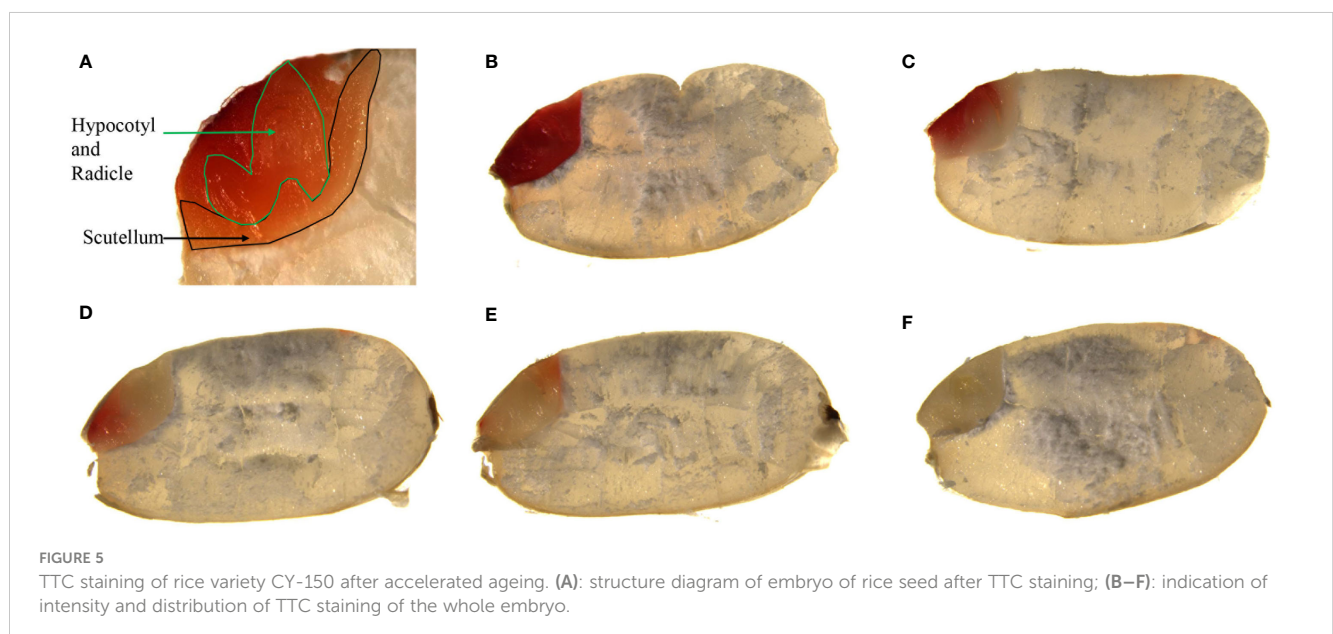 A
Hypocotyl
and
Radicle
Scutellum
B
C
D
E
F
FIGURE 5
TTC staining of rice variety CY-150 after accelerated ageing. (A): structure diagram of embryo of rice seed after TTC staining; (B–F): indication of
intensity and distribution of TTC staining of the whole embryo.